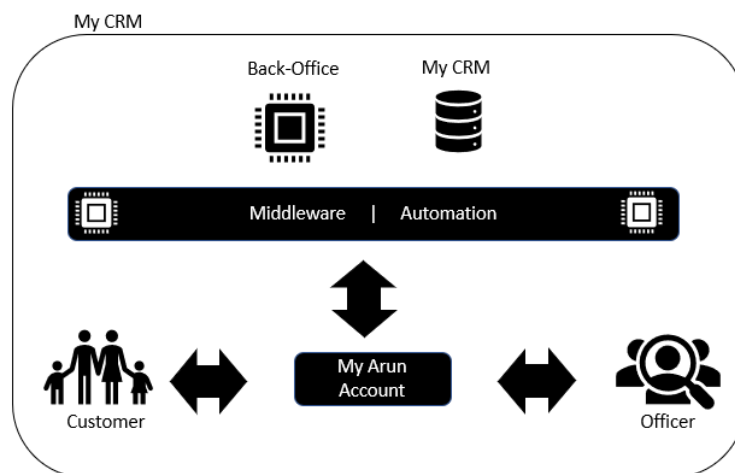 My CRM
Back-Office
My CRM
Middleware | Automation
My Arun
Account
Customer
Officer